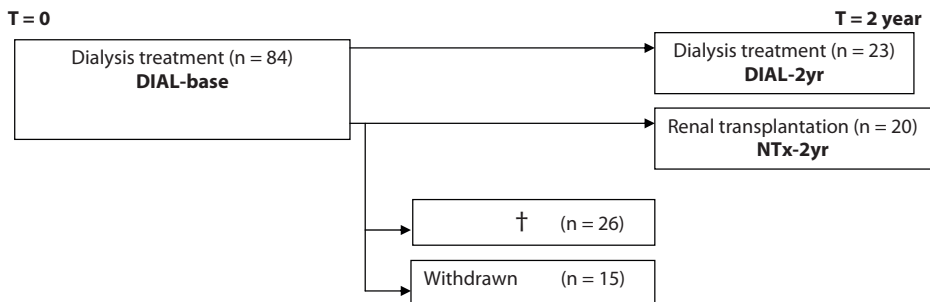 T = 0
T = 2 year
Dialysis treatment (n = 84)
DIAL-base
Dialysis treatment (n = 23)
DIAL-2yr
Renal transplantation (n = 20)
NTx-2yr
† (n = 26)
Withdrawn (n = 15)